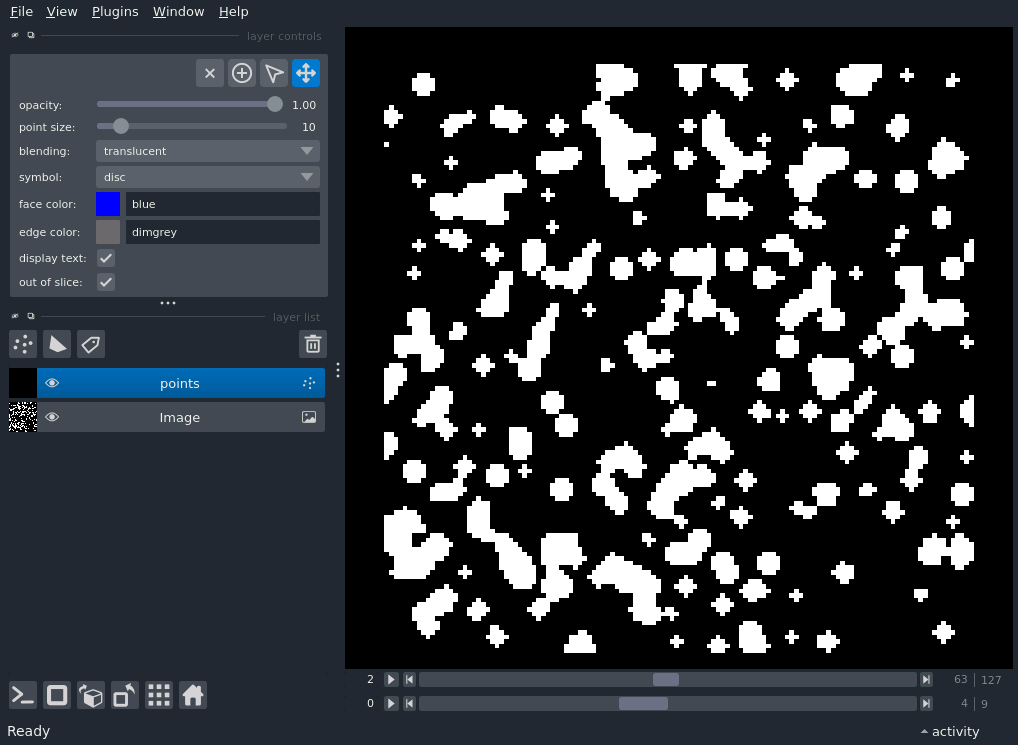 File View Plugins Window Help
layer controls
opacity: 1.00
point size: 10
blending: translucent
symbol: disc
face color: blue
edge color: dimgrey
display text:
out of slice:
layer list
points
Image
2 63 127
0 4 9
Ready activity